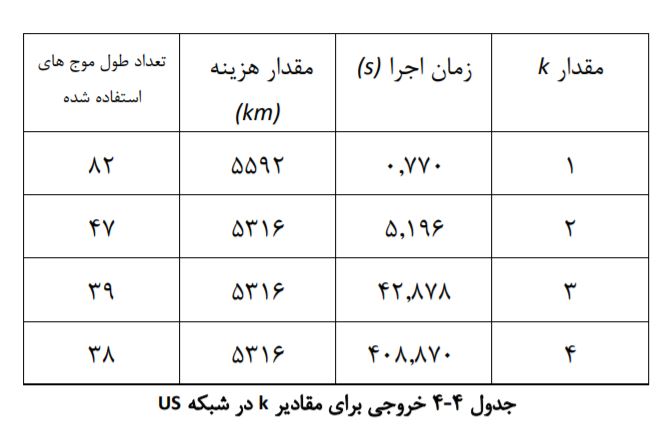 مقدار k
زمان اجرا (s)
مقدار هزینه
(km)
تعداد طول موج های
استفاده شده
۱
۰,۷۷۰
۵۵۹۲
۸۲
۲
۵,۱۹۶
۵۳۱۶
۴۷
۳
۴۲,۸۷۸
۵۳۱۶
۳۹
۴
۴۰۸,۸۷۰
۵۳۱۶
۳۸
جدول ۴-۴ خروجی برای مقادیر k در شبکه US